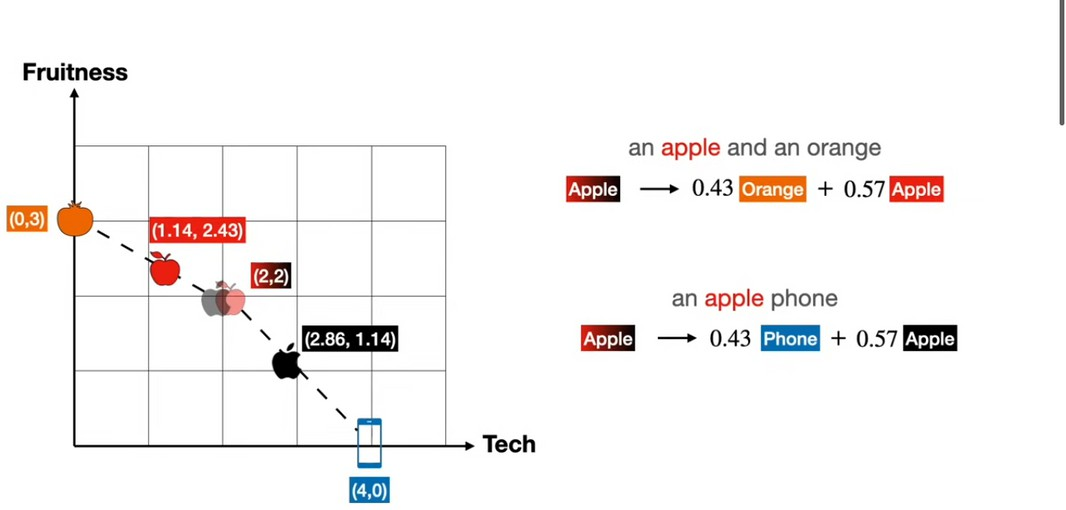 Fruitness
(0,3)
(1.14, 2.43)
(2,2)
(2.86, 1.14)
Tech
(4,0)
an apple and an orange
Apple → 0.43 Orange + 0.57 Apple
an apple phone
Apple → 0.43 Phone + 0.57 Apple